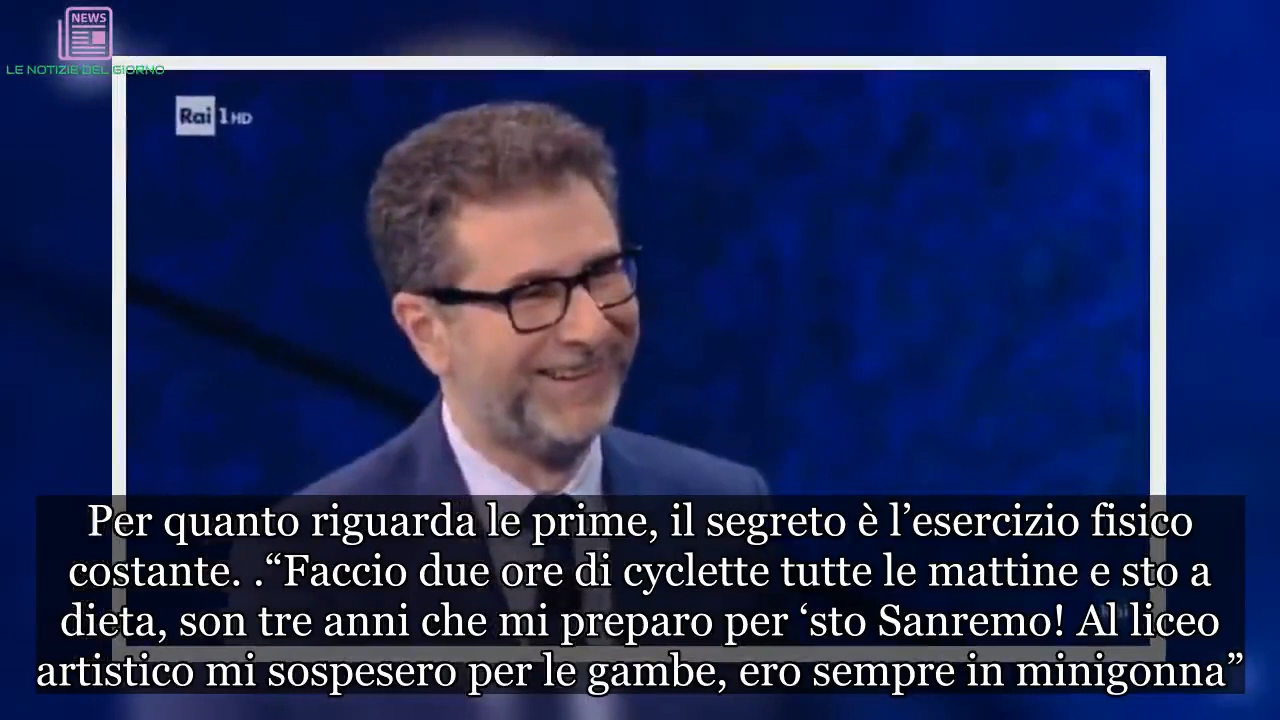 NEWS
LE NOTIZIE DEL GIORNO
Rai 1 HD
Per quanto riguarda le prime, il segreto è l’esercizio fisico
costante. .“Faccio due ore di cyclette tutte le mattine e sto a
dieta, son tre anni che mi preparo per ‘sto Sanremo! Al liceo
artistico mi sospesero per le gambe, ero sempre in minigonna”